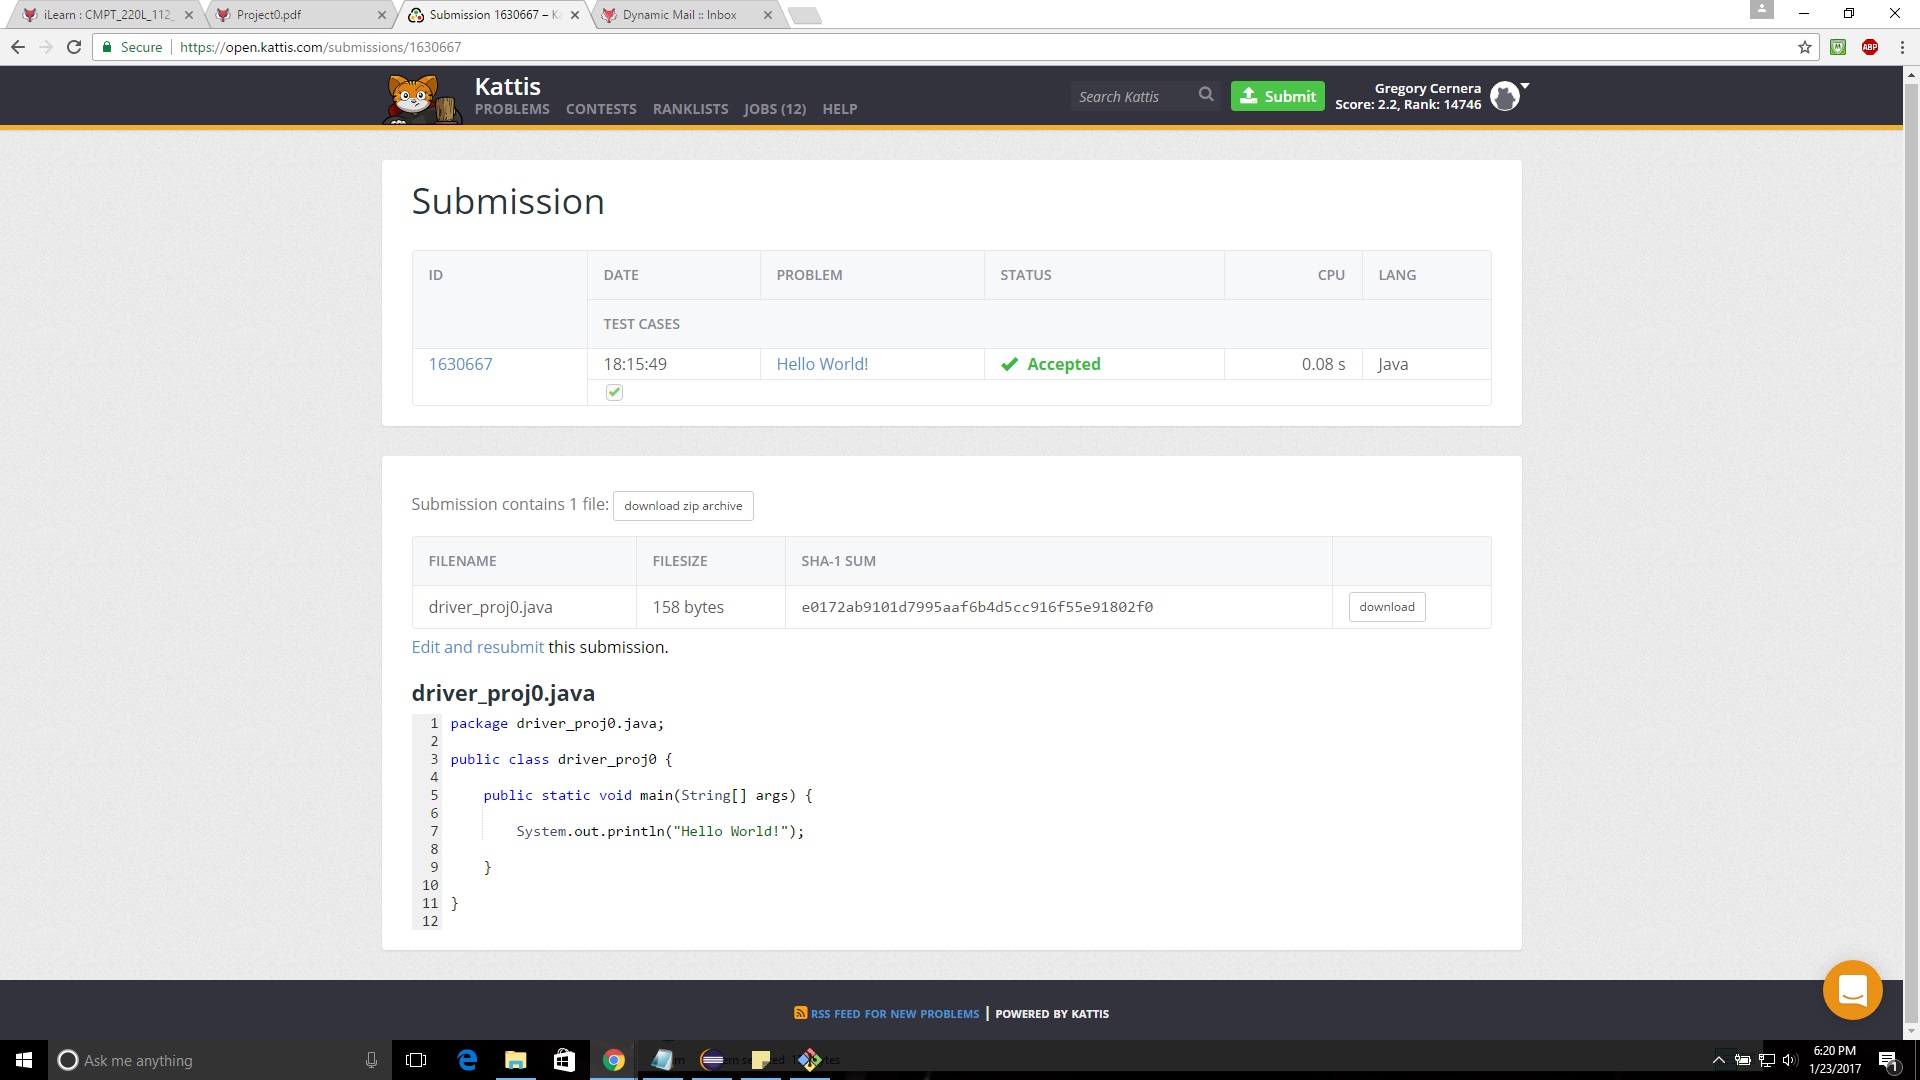 iLearn : CMPT_220L_112_
Project0.pdf
Submission 1630667 – Ka
Dynamic Mail :: Inbox
Secure
https://open.kattis.com/submissions/1630667
ABP
Kattis
PROBLEMS CONTESTS RANKLISTS JOBS (12) HELP
Search Kattis
Submit
Gregory Cernera
Score: 2.2, Rank: 14746
Submission
ID DATE PROBLEM STATUS CPU LANG
TEST CASES
1630667 18:15:49 Hello World! Accepted 0.08 s Java
Submission contains 1 file: download zip archive
FILENAME FILESIZE SHA-1 SUM
driver_proj0.java 158 bytes e0172ab9101d7995aaf6b4d5cc916f55e91802f0 download
Edit and resubmit this submission.
driver_proj0.java
1 package driver_proj0.java;
2
3 public class driver_proj0 {
4
5 public static void main(String[] args) {
6
7 System.out.println("Hello World!");
8
9 }
10
11 }
12
RSS FEED FOR NEW PROBLEMS | POWERED BY KATTIS
Ask me anything
6:20 PM
1/23/2017
1